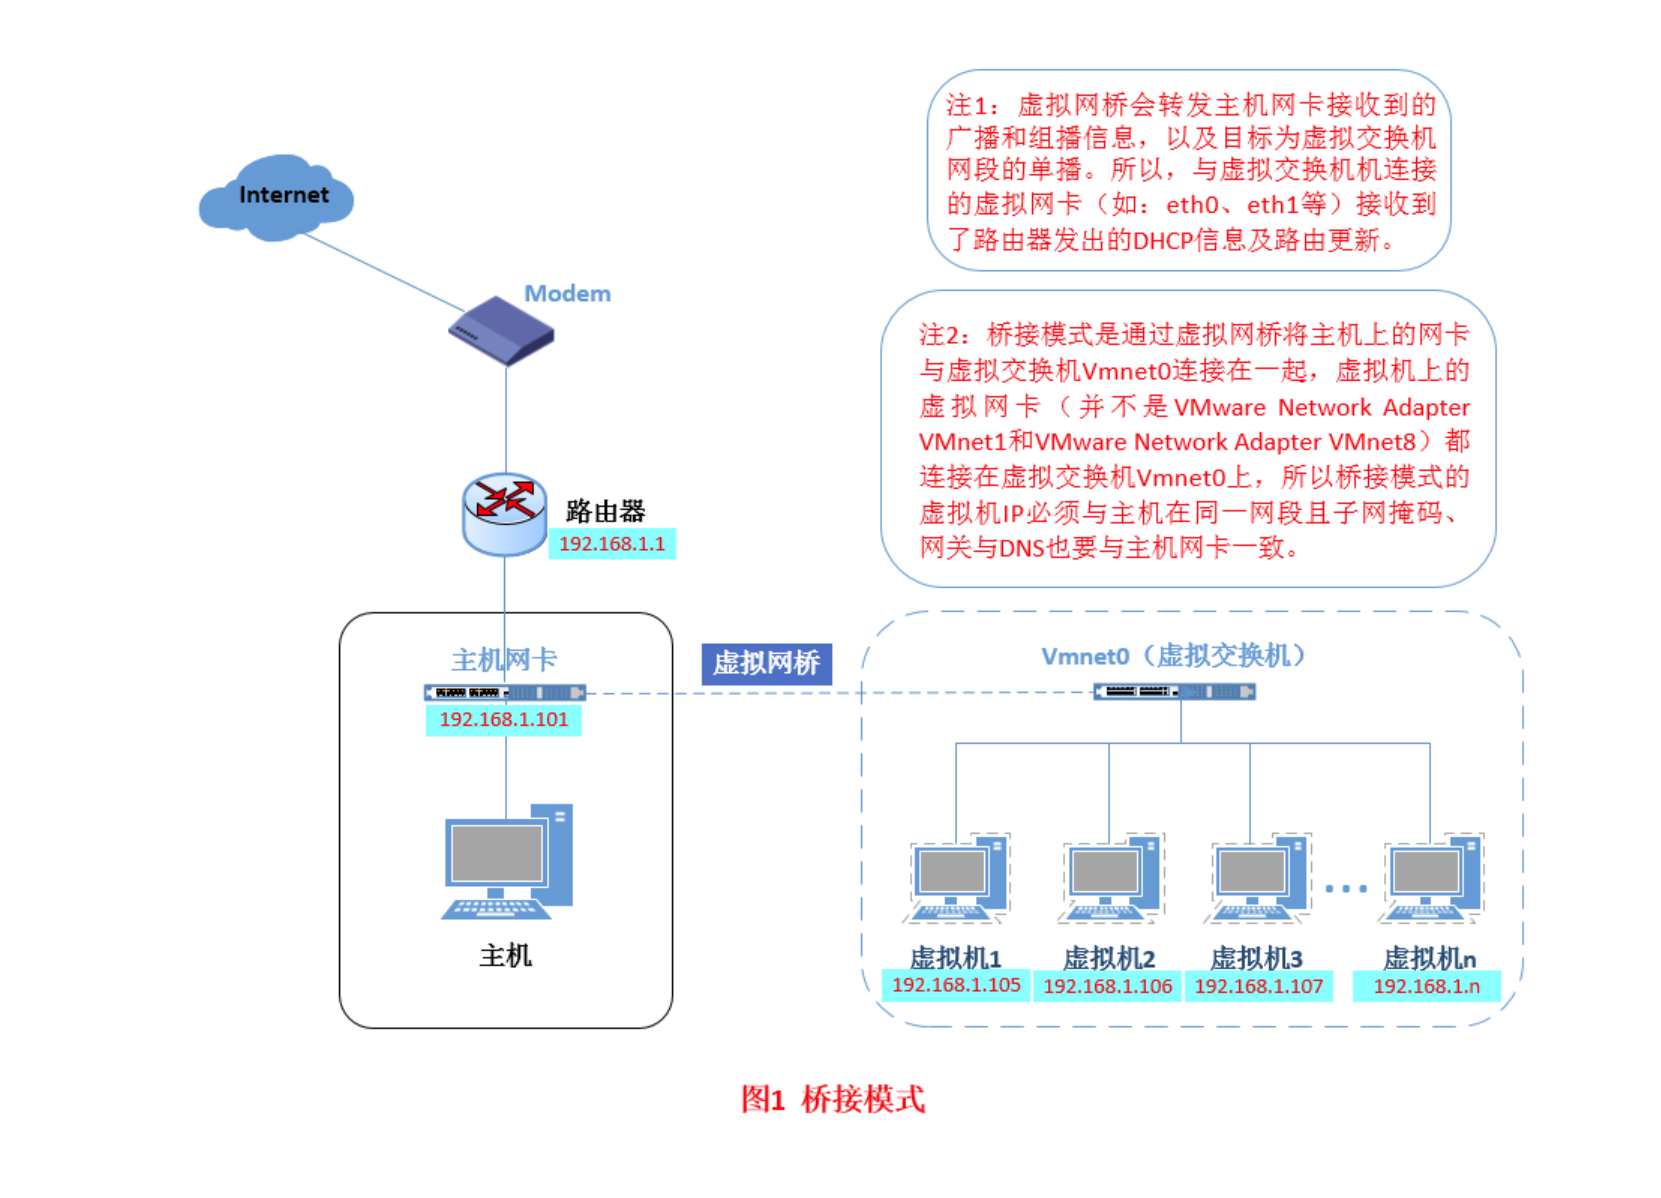 注1：虚拟网桥会转发主机网卡接收到的
广播和组播信息，以及目标为虚拟交换机
网段的单播。所以，与虚拟交换机机连接
的虚拟网卡（如：eth0、eth1等）接收到
了路由器发出的DHCP信息及路由更新。
Internet
Modem
注2：桥接模式是通过虚拟网桥将主机上的网卡
与虚拟交换机Vmnet0连接在一起，虚拟机上的
虚拟网卡（并不是VMware Network Adapter
VMnet1和VMware Network Adapter VMnet8）都
连接在虚拟交换机Vmnet0上，所以桥接模式的
虚拟机IP必须与主机在同一网段且子网掩码、
网关与DNS也要与主机网卡一致。
路由器
192.168.1.1
主机网卡
192.168.1.101
虚拟网桥
Vmnet0（虚拟交换机）
主机
虚拟机1
192.168.1.105
虚拟机2
192.168.1.106
虚拟机3
192.168.1.107
虚拟机n
192.168.1.n
图1 桥接模式